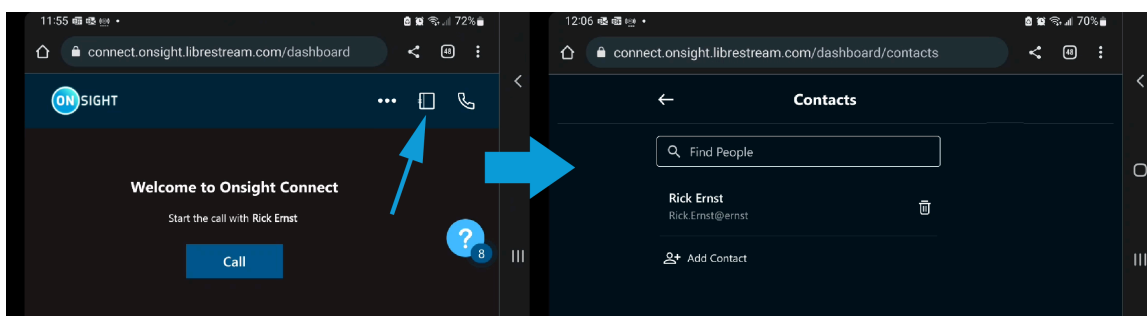 11:55
72%
connect.onsight.librestream.com/dashboard
48
ON SIGHT
Welcome to Onsight Connect
Start the call with Rick Ernst
Call
?
8
12:06
70%
connect.onsight.librestream.com/dashboard/contacts
48
Contacts
Find People
Rick Ernst
Rick.Ernst@ernst
Add Contact